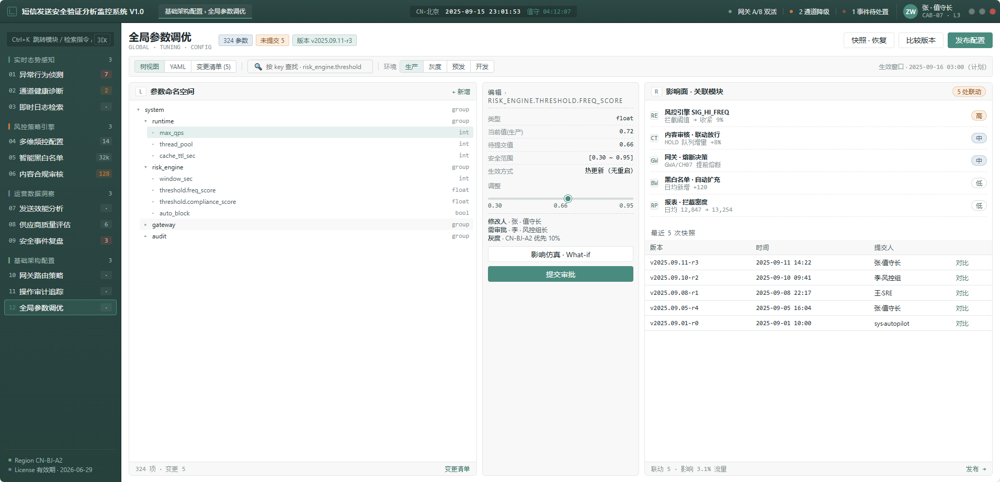 短信发送安全验证分析监控系统 V1.0
基础架构配置 › 全局参数调优
CN·北京 2025-09-15 23:01:53 值守 04:12:07
网关 A/B 双活
2 通道降级
1 事件待处置
ZW
张 · 值守长
CAB-07 · L3
Ctrl+K 跳转模块 / 检索指令 / ⌘K
实时态势感知 3
01 异常行为侦测 7
02 通道健康诊断 2
03 即时日志检索 ·
风控策略引擎 3
04 多维频控配置 14
05 智能黑白名单 32k
06 内容合规审核 128
运营数据洞察 3
07 发送效能分析 ·
08 供应商质量评估 6
09 安全事件复盘 3
基础架构配置 3
10 网关路由策略 ·
11 操作审计追踪 ·
12 全局参数调优 ·
Region CN-BJ-A2
License 有效期 · 2026-06-29
全局参数调优
GLOBAL · TUNING · CONFIG
324 参数
未提交 5
版本 v2025.09.11-r3
快照 · 恢复
比较版本
发布配置
树视图 YAML 变更清单 (5)
按 key 查找 · risk_engine.threshold
环境 生产 灰度 预发 开发
生效窗口 · 2025-09-16 03:00 (计划)
L 参数命名空间 + 新增
▾ system group
▾ runtime group
· max_qps int
· thread_pool int
· cache_ttl_sec int
▾ risk_engine group
· window_sec int
· threshold.freq_score float
· threshold.compliance_score float
· auto_block bool
▸ gateway group
▸ audit group
324 项 · 变更 5 变更清单
编辑 ·
RISK_ENGINE.THRESHOLD.FREQ_SCORE
类型 float
当前值(生产) 0.72
待提交值 0.66
安全范围 [0.30 ~ 0.95]
生效方式 热更新（无重启）
调整
0.30 0.66 0.95
修改人 · 张 · 值守长
需审批 · 李 · 风控组长
灰度 · CN-BJ-A2 优先 10%
影响仿真 · What-if
提交审批
R 影响面 · 关联模块 5 处联动
RE 风控引擎 SIG_HI_FREQ 高
拦截阈值 → 收紧 9%
CT 内容审核 · 联动放行 中
HOLD 队列增量 +8%
GW 网关 · 熔断决策 中
GWA/CH07 提前熔断
BW 黑白名单 · 自动扩充 低
日均新增 +120
RP 报表 · 拦截密度 低
日均 12,847 → 13,254
最近 5 次快照
版本 时间 提交人
v2025.09.11-r3 2025-09-11 14:22 张·值守长 对比
v2025.09.10-r2 2025-09-10 09:41 李·风控组 对比
v2025.09.08-r1 2025-09-08 22:17 王·SRE 对比
v2025.09.05-r4 2025-09-05 16:04 张·值守长 对比
v2025.09.01-r0 2025-09-01 10:00 sys·autopilot 对比
联动 5 · 影响 3.1% 流量 发布 →